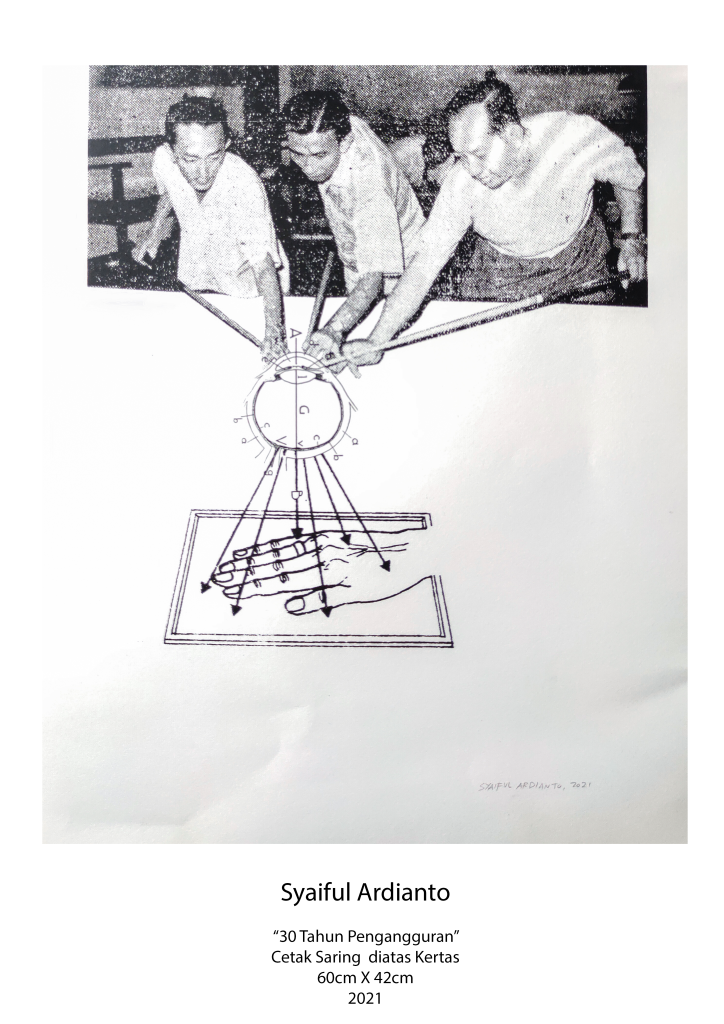 A
G
b
a
c
V
v
c
b
a
SYAIFUL ARDIANTO, 2021
Syaiful Ardianto
“30 Tahun Pengangguran”
Cetak Saring diatas Kertas
60cm X 42cm
2021